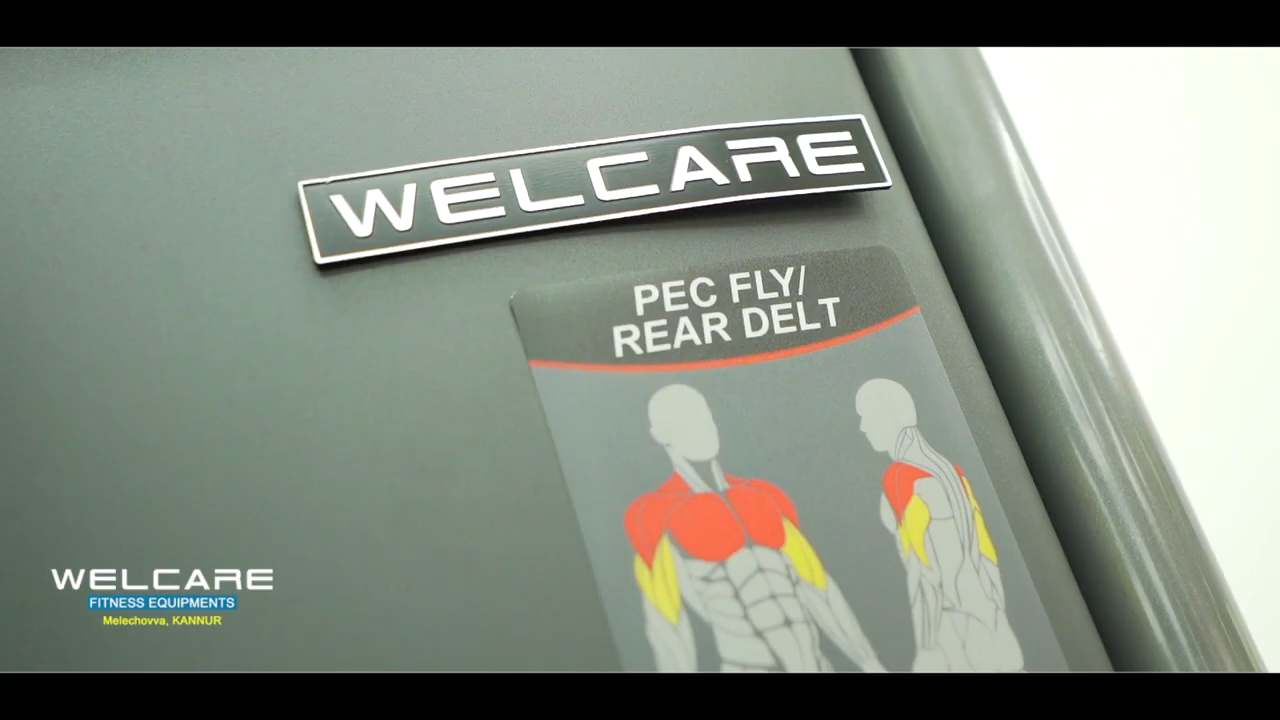 WELCARE
PEC FLY/
REAR DELT
WELCARE
FITNESS EQUIPMENTS
Melechovva, KANNUR